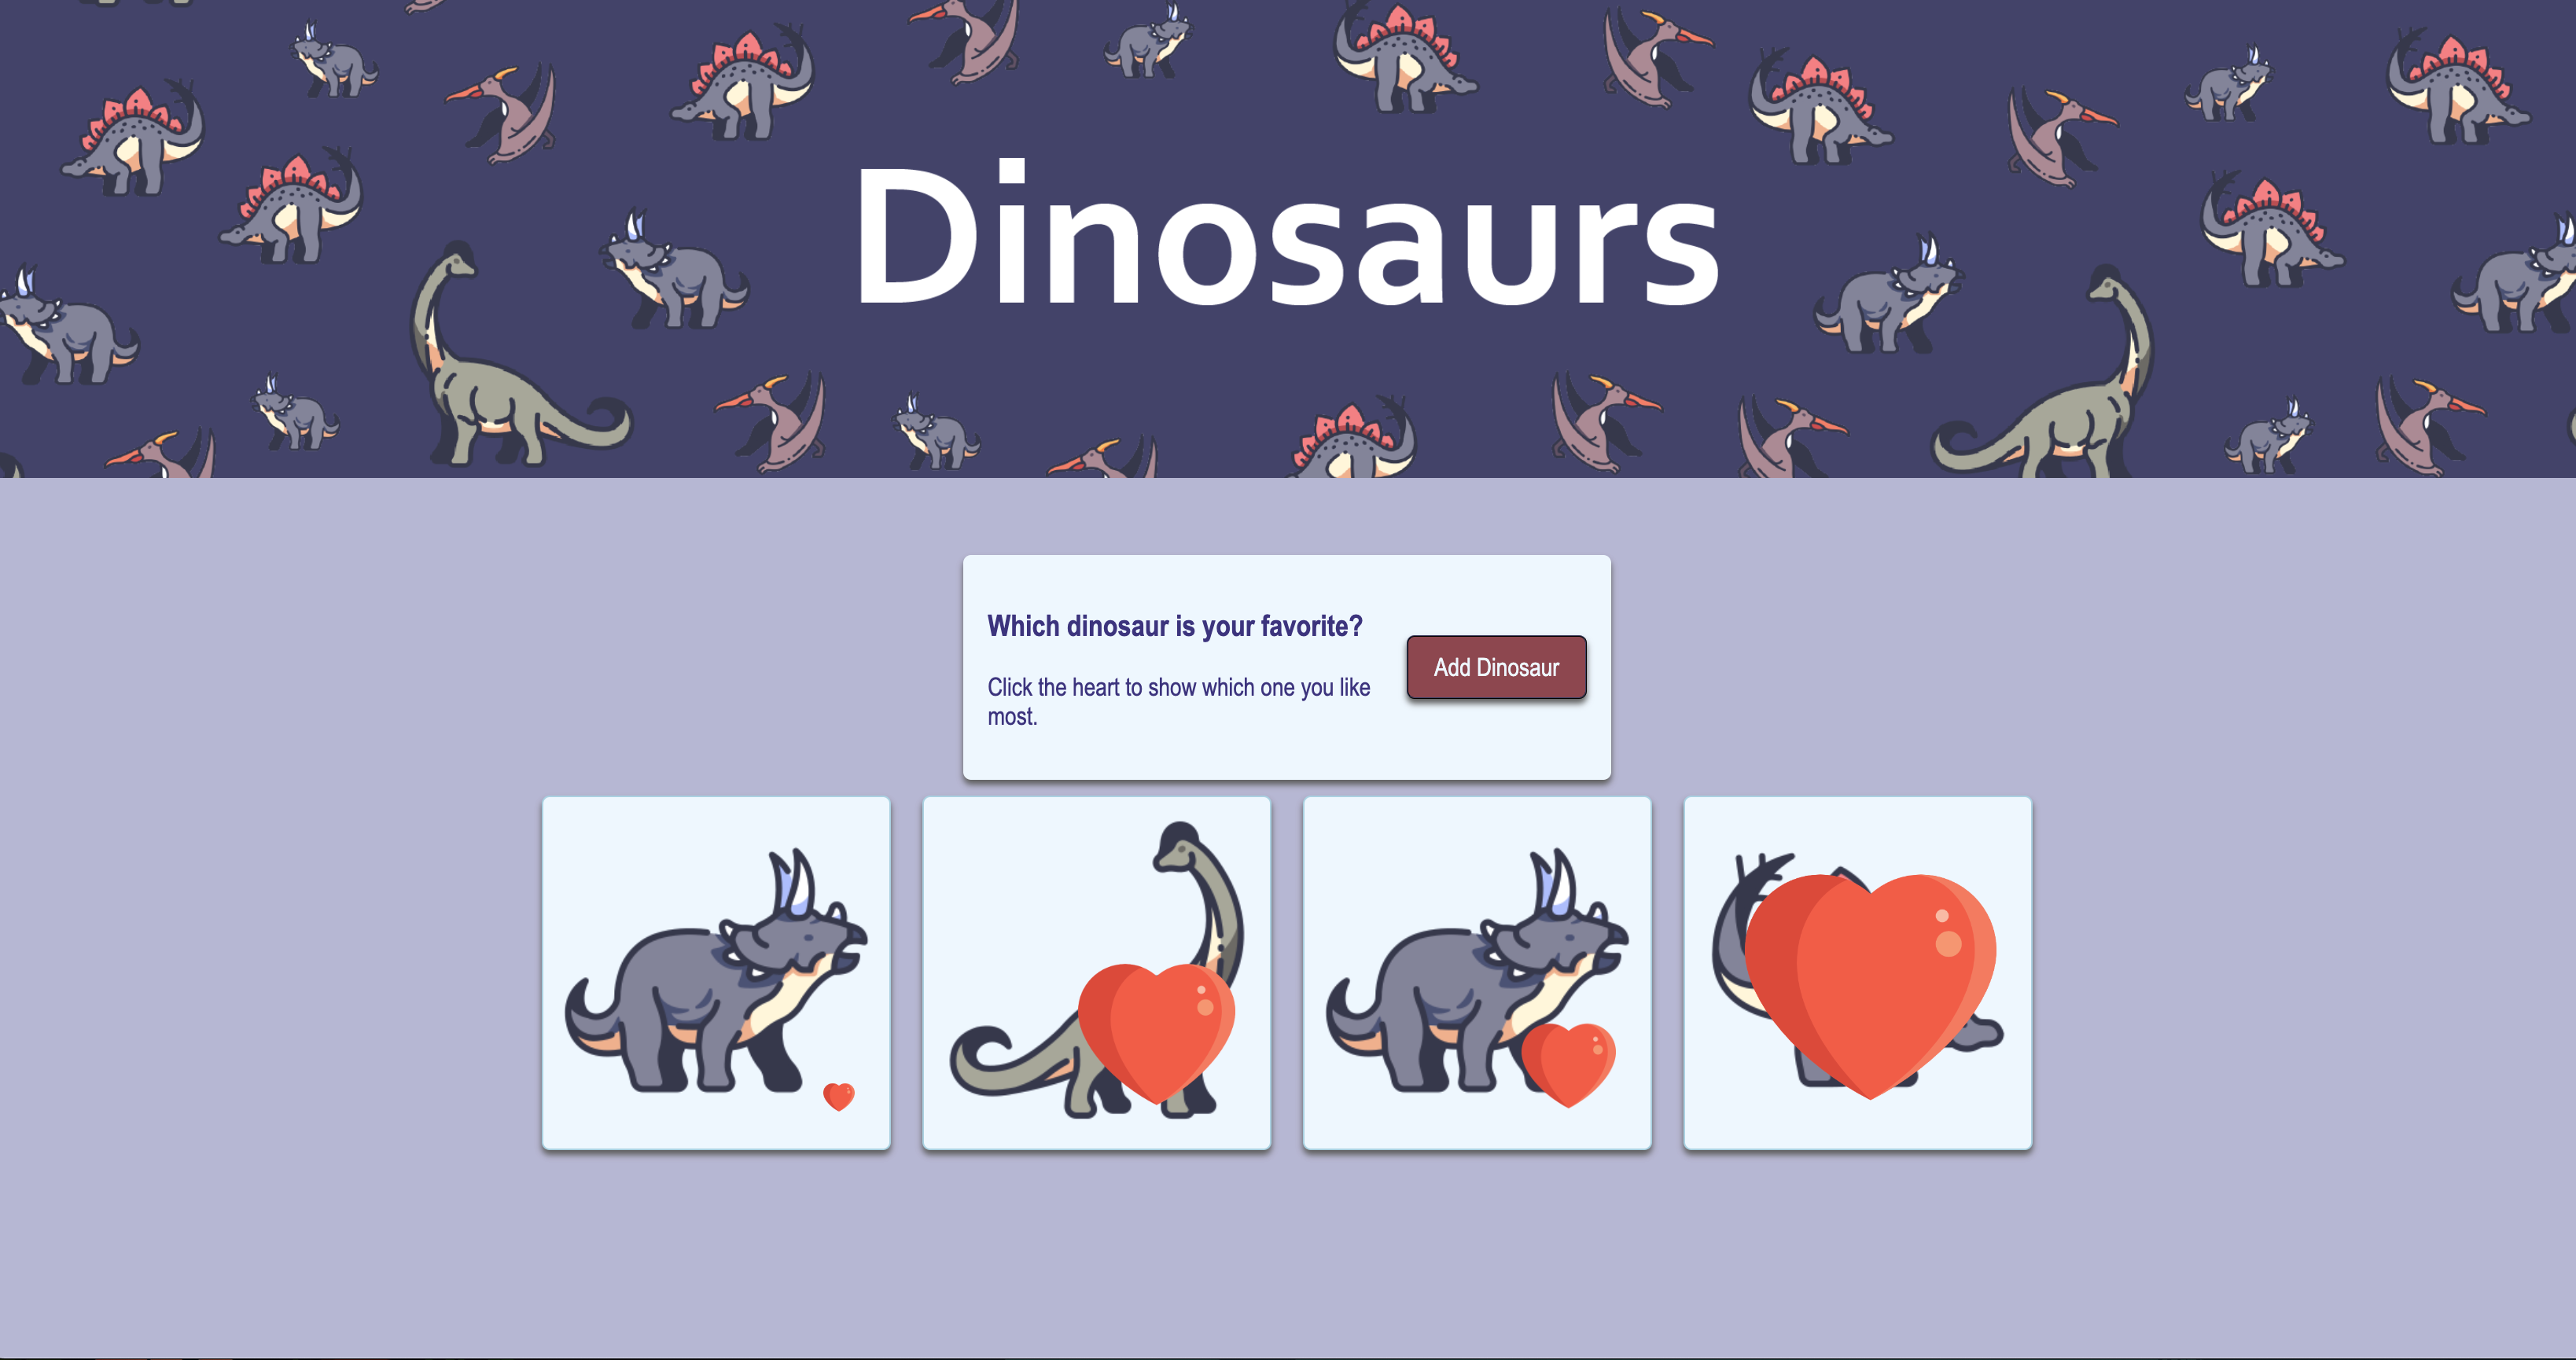 Dinosaurs
Which dinosaur is your favorite?
Click the heart to show which one you like
most.
Add Dinosaur